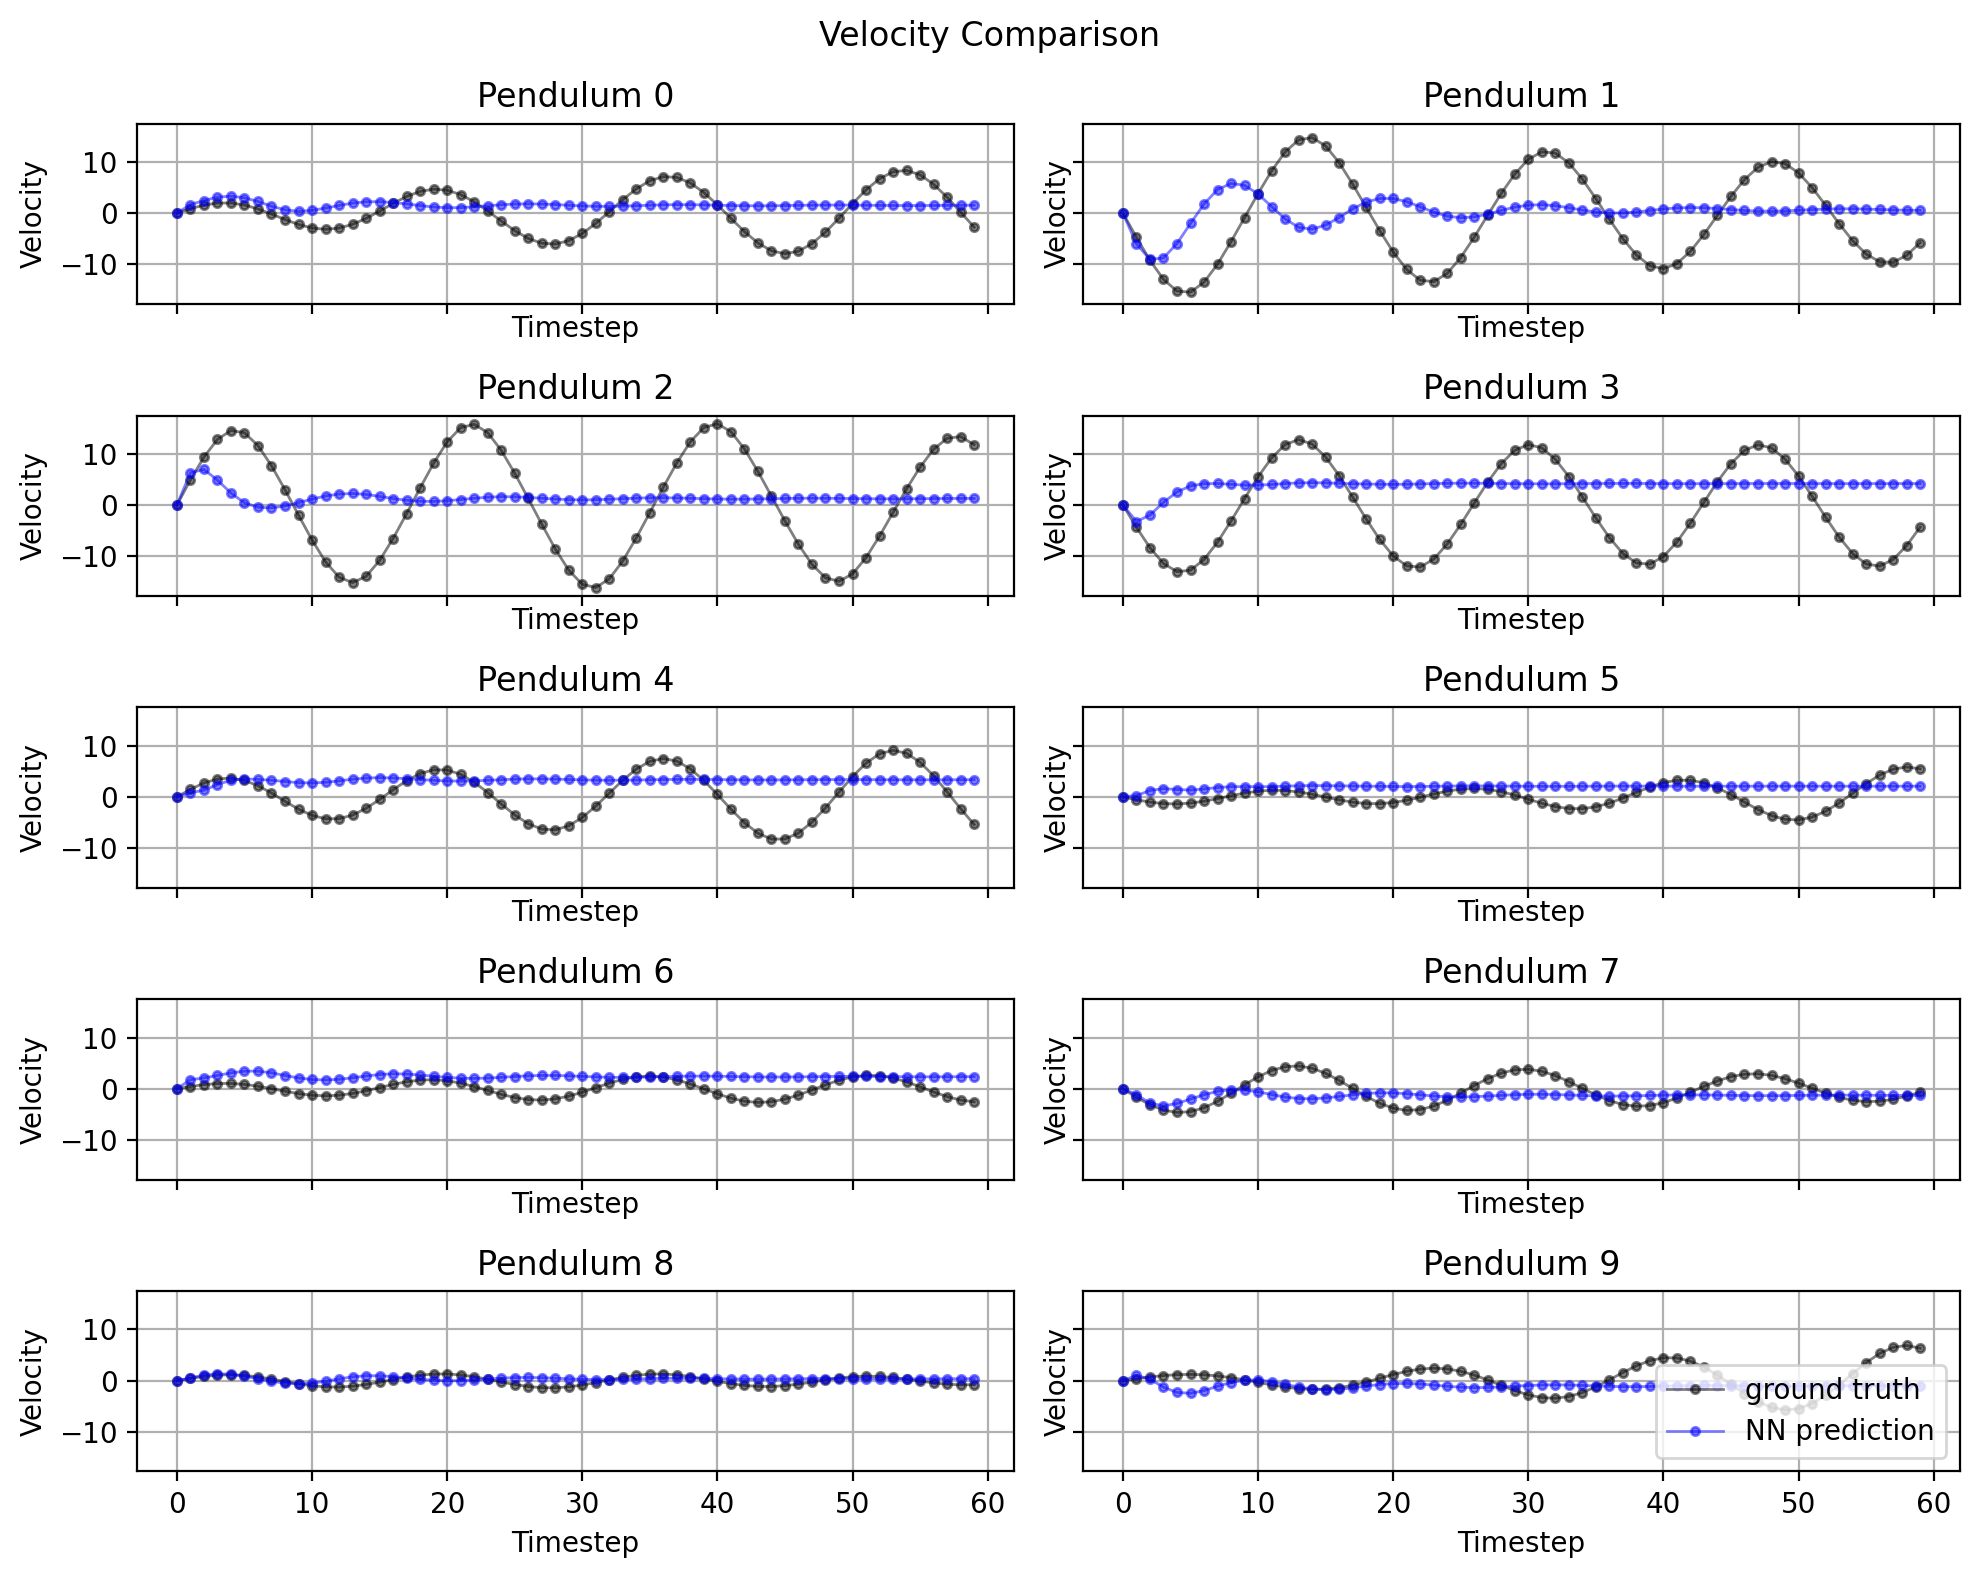 Velocity Comparison
Pendulum 0
Pendulum 1
10
0
−10
Velocity
Timestep
Velocity
Timestep
Pendulum 2
Pendulum 3
10
0
−10
Velocity
Timestep
Velocity
Timestep
Pendulum 4
Pendulum 5
10
0
−10
Velocity
Timestep
Velocity
Timestep
Pendulum 6
Pendulum 7
10
0
−10
Velocity
Timestep
Velocity
Timestep
Pendulum 8
Pendulum 9
10
0
−10
Velocity
0 10 20 30 40 50 60
Timestep
Velocity
ground truth
NN prediction
0 10 20 30 40 50 60
Timestep